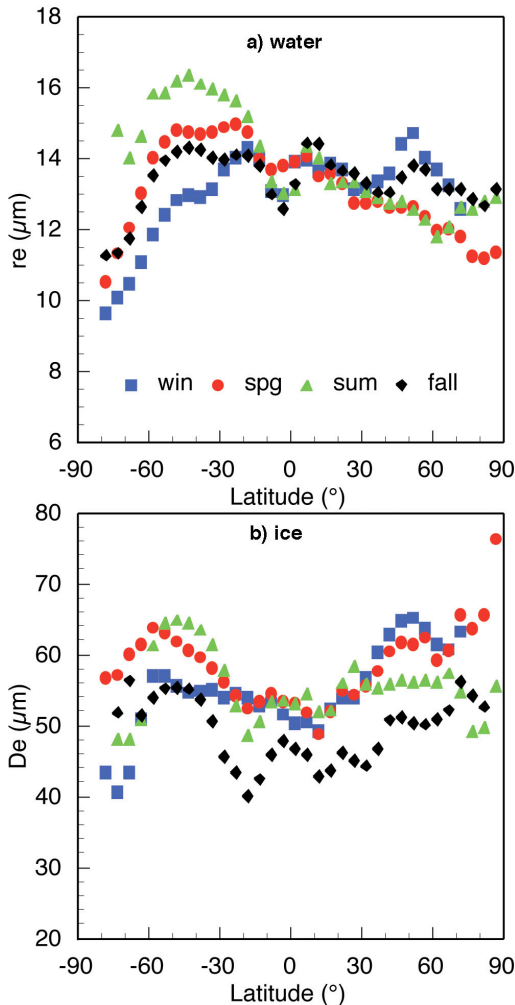 18
a) water
16
14
12
10
8
6
re (µm)
win spg sum fall
-90 -60 -30 0 30 60 90
Latitude (°)
80
b) ice
70
60
50
40
30
20
De (µm)
-90 -60 -30 0 30 60 90
Latitude (°)